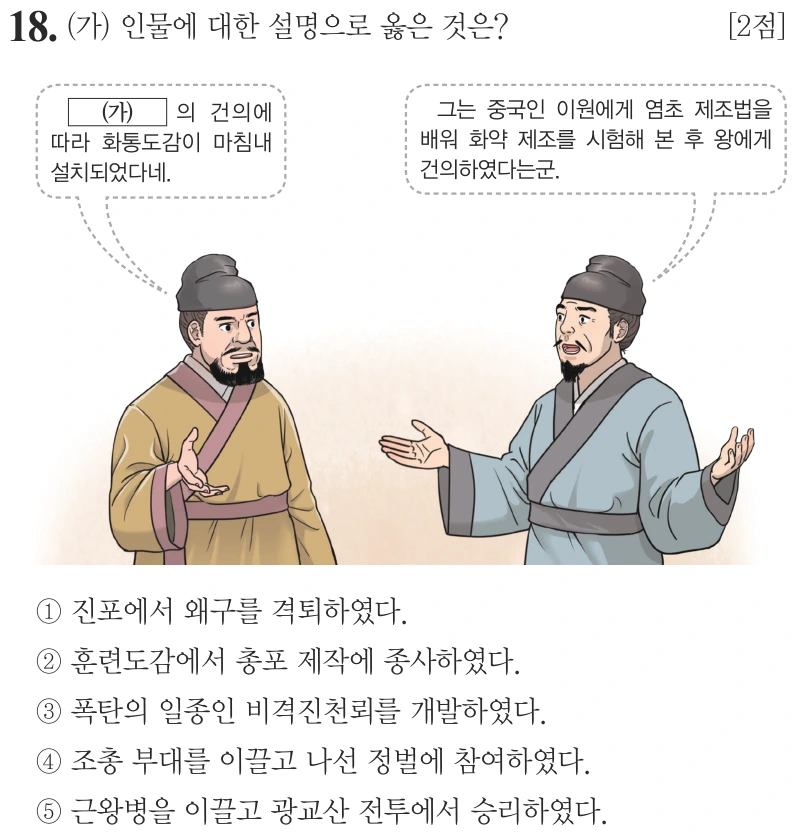 18. (가) 인물에 대한 설명으로 옳은 것은? [2점]
(가) 의 건의에
따라 화통도감이 마침내
설치되었다네.
그는 중국인 이원에게 염초 제조법을
배워 화약 제조를 시험해 본 후 왕에게
건의하였다는군.
① 진포에서 왜구를 격퇴하였다.
② 훈련도감에서 총포 제작에 종사하였다.
③ 폭탄의 일종인 비격진천뢰를 개발하였다.
④ 조총 부대를 이끌고 나선 정벌에 참여하였다.
⑤ 근왕병을 이끌고 광교산 전투에서 승리하였다.